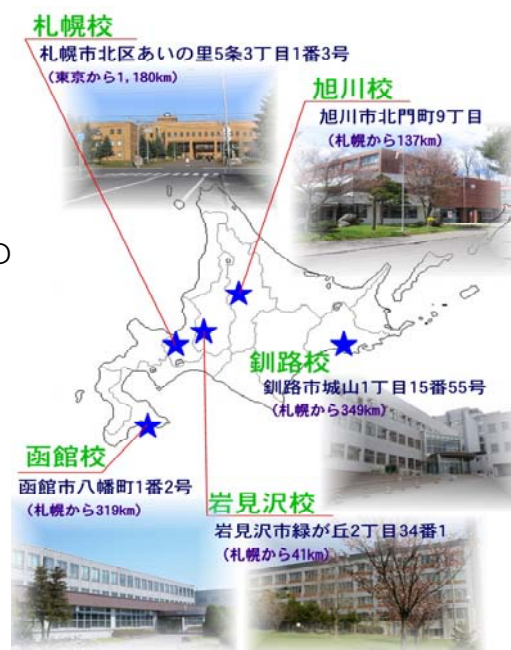 札幌校
札幌市北区あいの里5条3丁目1番3号
（東京から1,180km）
旭川校
旭川市北門町9丁目
（札幌から137km）
釧路校
釧路市城山1丁目15番55号
（札幌から349km）
函館校
函館市八幡町1番2号
（札幌から319km）
岩見沢校
岩見沢市緑が丘2丁目34番1
（札幌から41km）